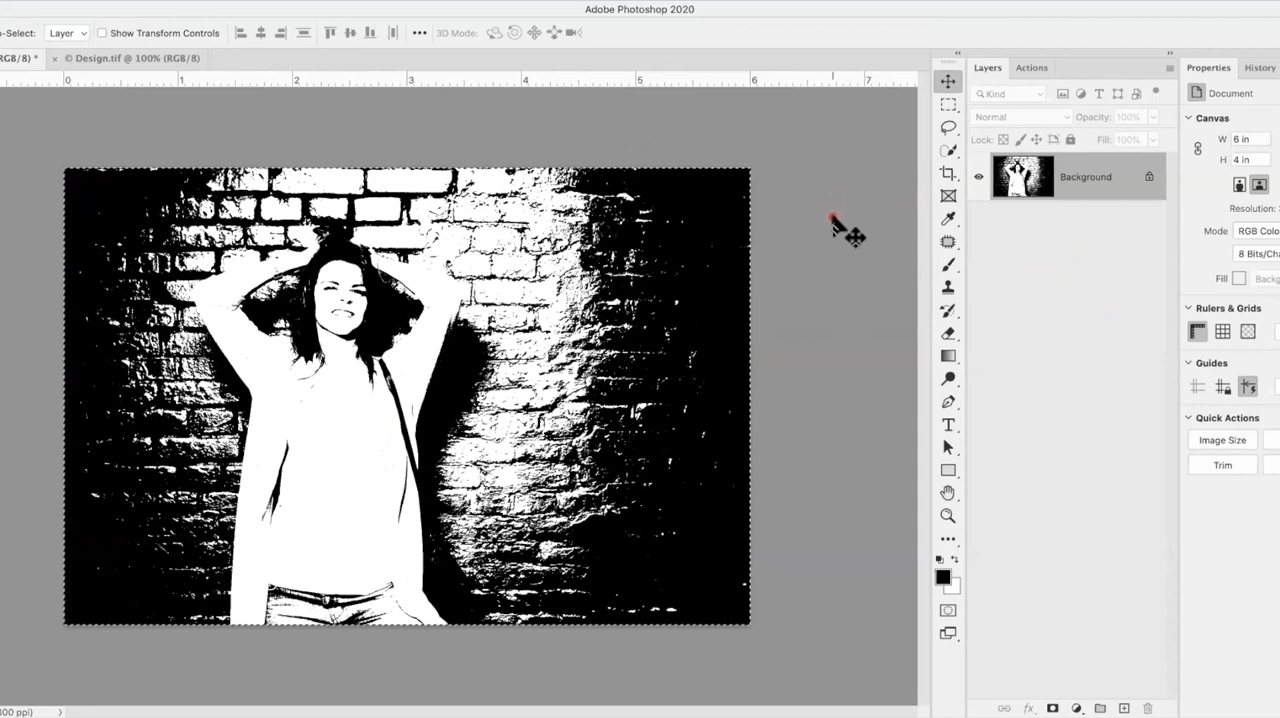 Adobe Photoshop 2020
-Select: Layer Show Transform Controls 3D Mode:
RGB/8) * © Design.tif @ 100% (RGB/8)
0 1 2 3 4 5 6 7
Layers Actions
Kind
Normal Opacity: 100%
Lock: Fill: 100%
Background
Properties History
Document
Canvas
W 6 in
H 4 in
Resolution:
Mode RGB Colo
8 Bits/Cha
Fill Backg
Rulers & Grids
Guides
Quick Actions
Image Size
Trim
300 ppi)